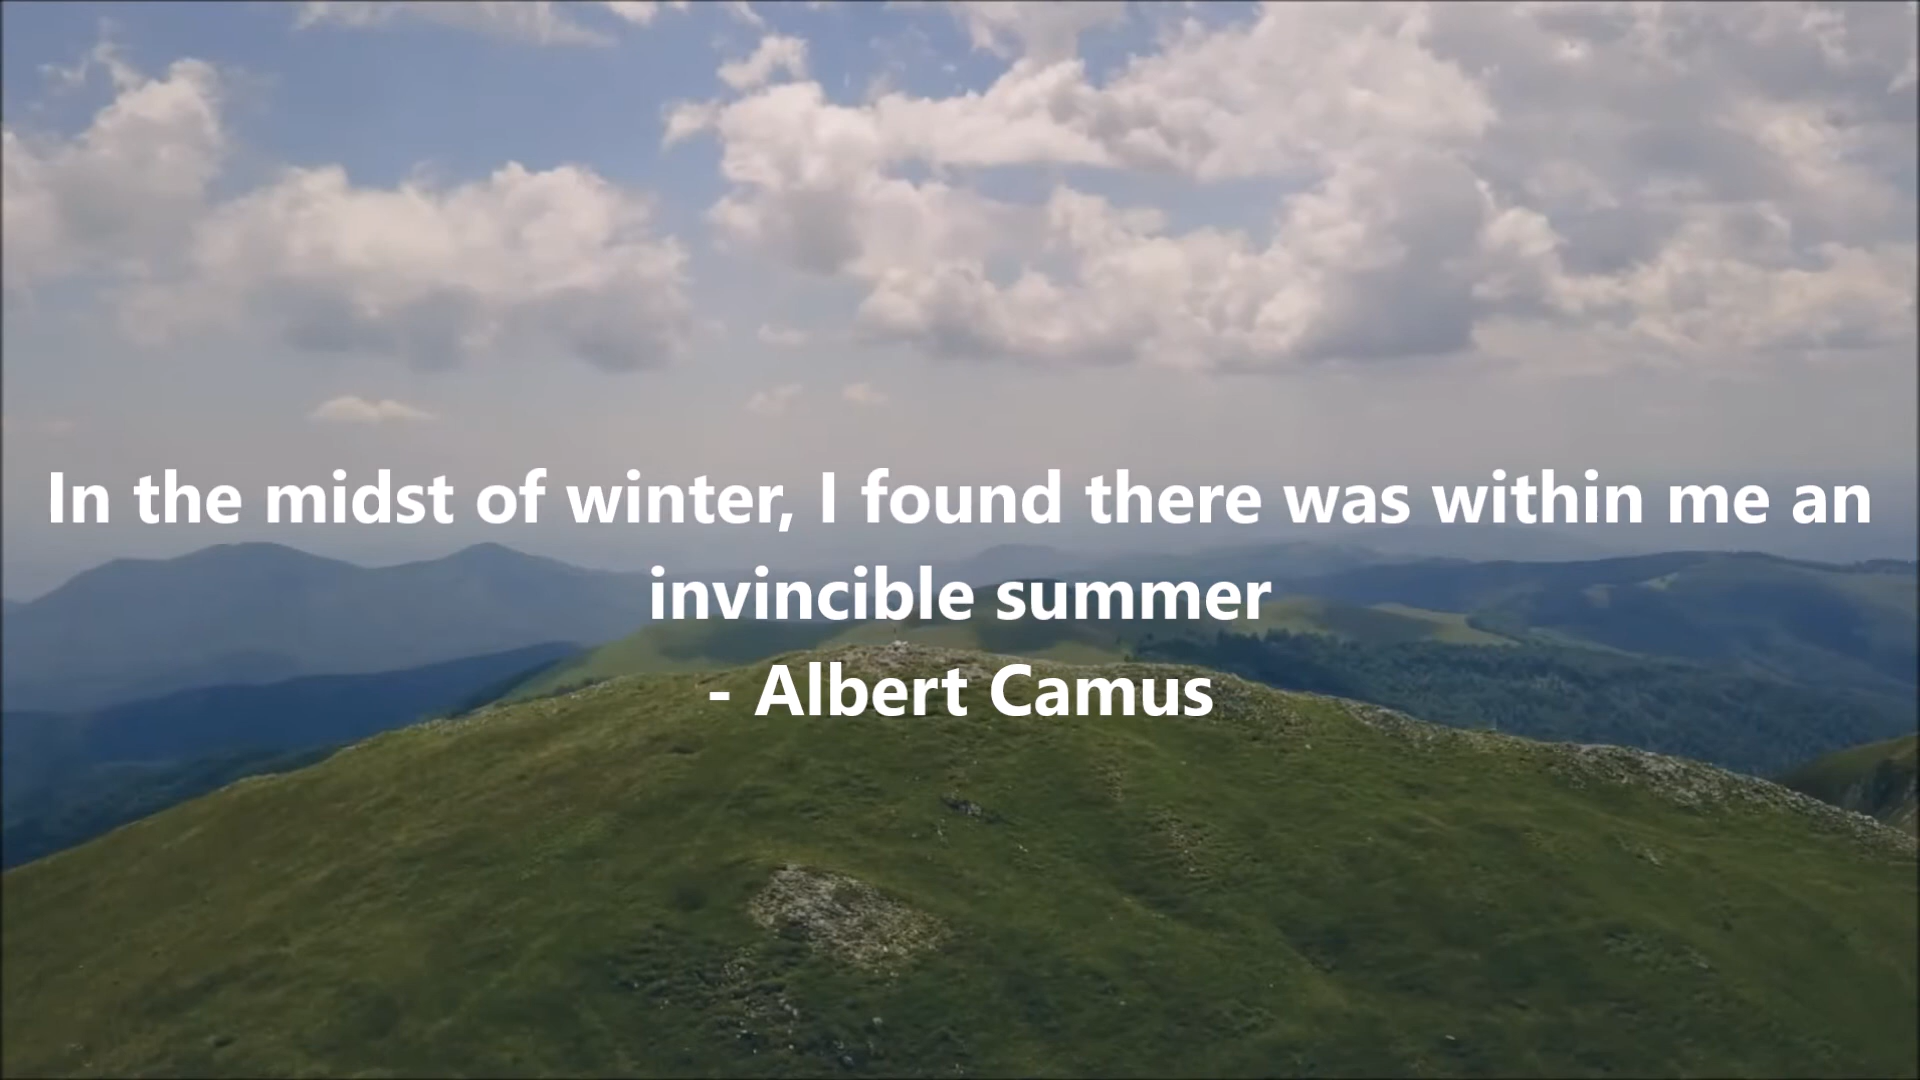 In the midst of winter, I found there was within me an
invincible summer
- Albert Camus